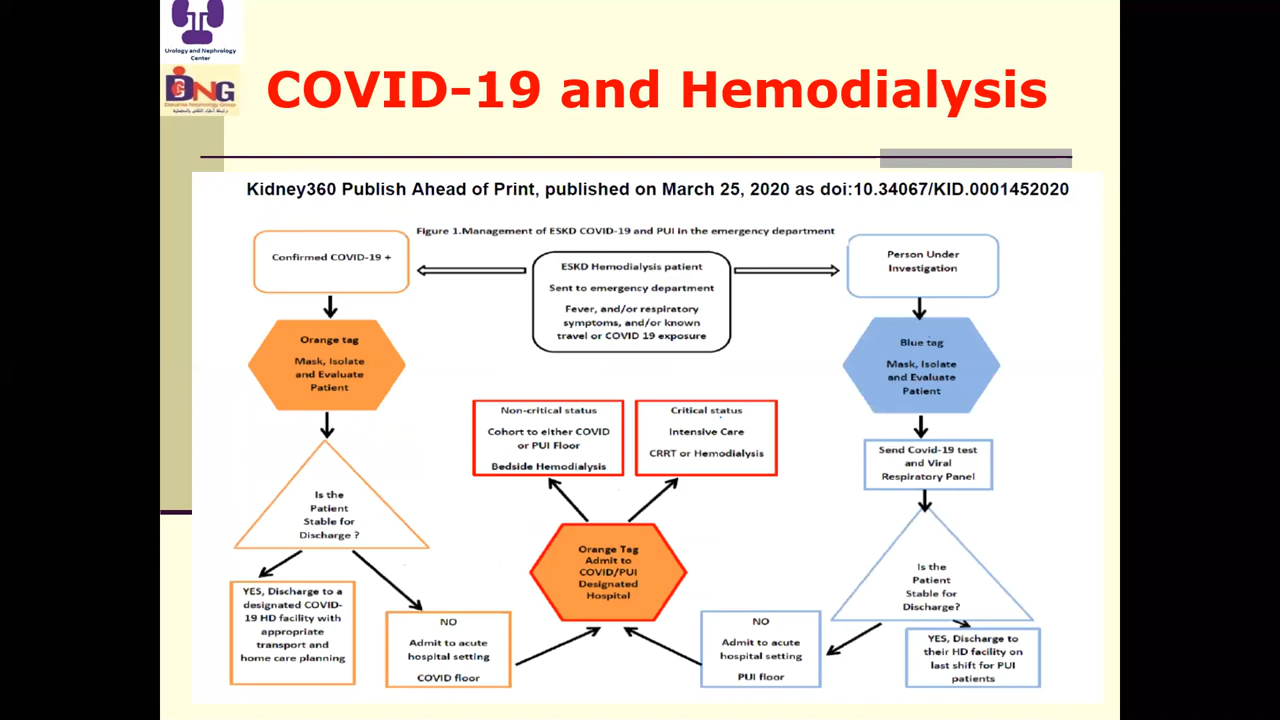 Urology and Nephrology
Center
DNG
COVID-19 and Hemodialysis
Kidney360 Publish Ahead of Print, published on March 25, 2020 as doi:10.34067/KID.0001452020
Figure 1.Management of ESKD COVID-19 and PUI in the emergency department
Confirmed COVID-19 +
ESKD Hemodialysis patient
Sent to emergency department
Fever, and/or respiratory
symptoms, and/or known
travel or COVID 19 exposure
Person Under
Investigation
Orange tag
Mask, Isolate
and Evaluate
Patient
Blue tag
Mask, Isolate
and Evaluate
Patient
Non-critical status
Cohort to either COVID
or PUI Floor
Bedside Hemodialysis
Critical status
Intensive Care
CRRT or Hemodialysis
Send Covid-19 test
and Viral
Respiratory Panel
Is the
Patient
Stable for
Discharge ?
Orange Tag
Admit to
COVID/PUI
Designated
Hospital
Is the
Patient
Stable for
Discharge?
YES, Discharge to a
designated COVID-
19 HD facility with
appropriate
transport and
home care planning
NO
Admit to acute
hospital setting
COVID floor
NO
Admit to acute
hospital setting
PUI floor
YES, Discharge to
their HD facility on
last shift for PUI
patients